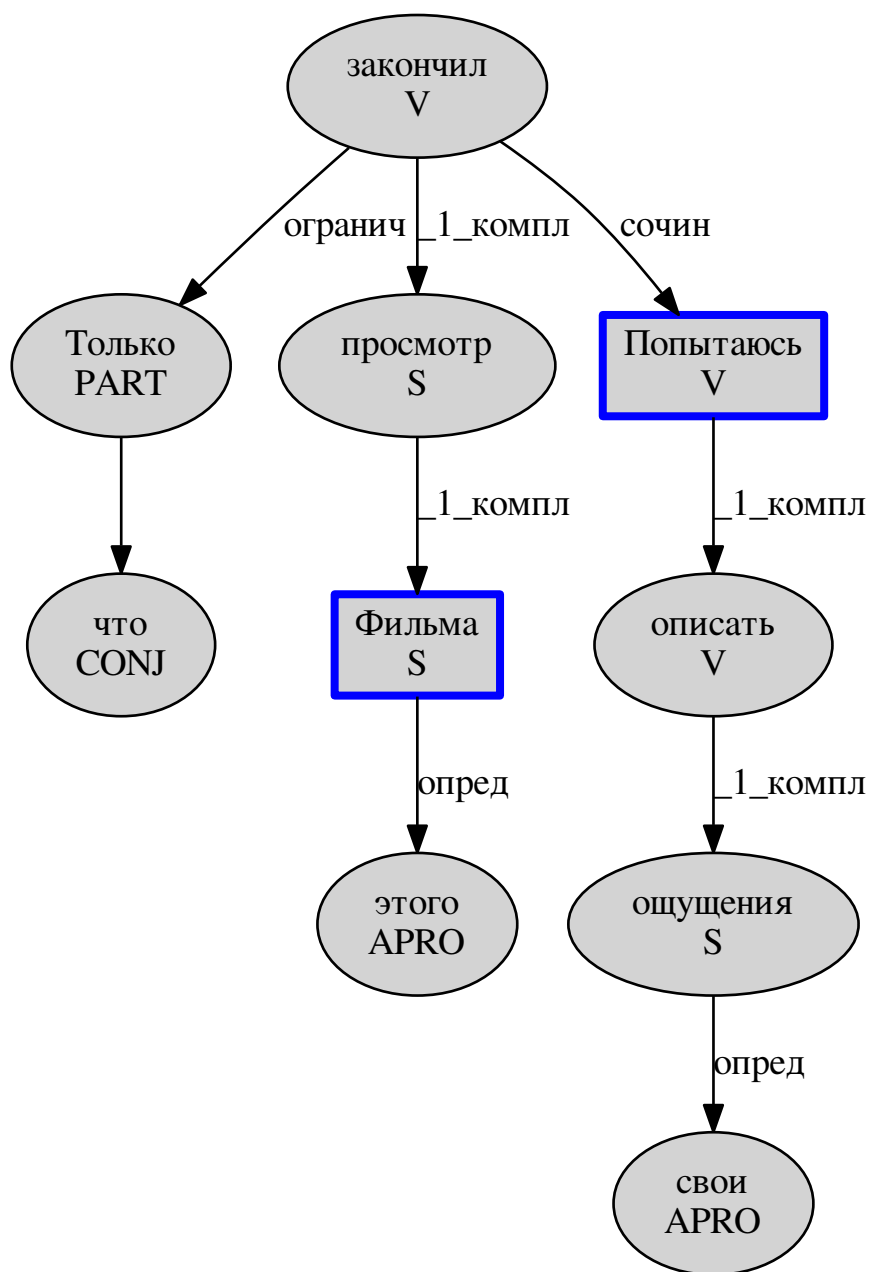 закончил
V
огранич
_1_компл
сочин
Только
PART
просмотр
S
Попытаюсь
V
_1_компл
_1_компл
что
CONJ
Фильма
S
описать
V
опред
_1_компл
этого
APRO
ощущения
S
опред
свои
APRO